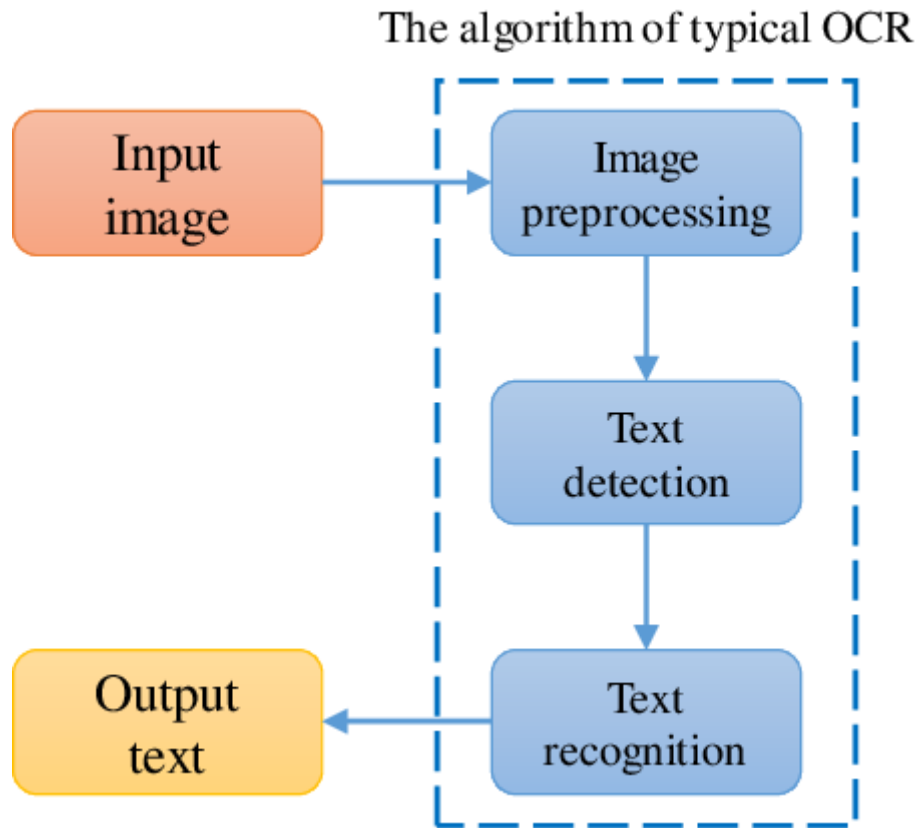 The algorithm of typical OCR
Input
image
Image
preprocessing
Text
detection
Text
recognition
Output
text